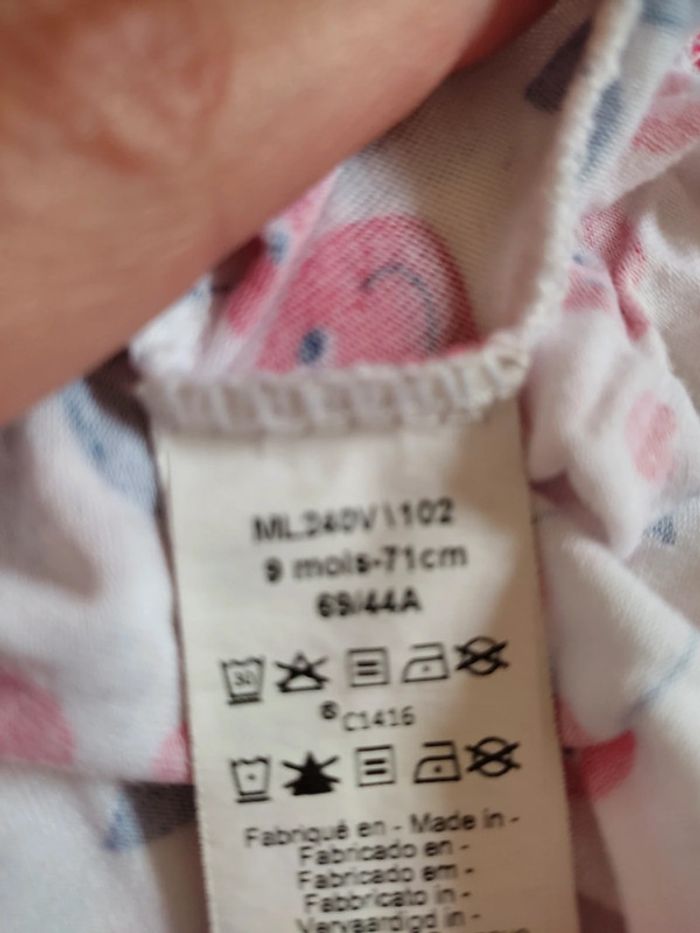 ML240V\102
9 mois-71cm
69/44A
30
C1416
Fabriqué en - Made in -
Fabricado en -
Fabricado em -
Fabbricato in -
Vervaardigd in -